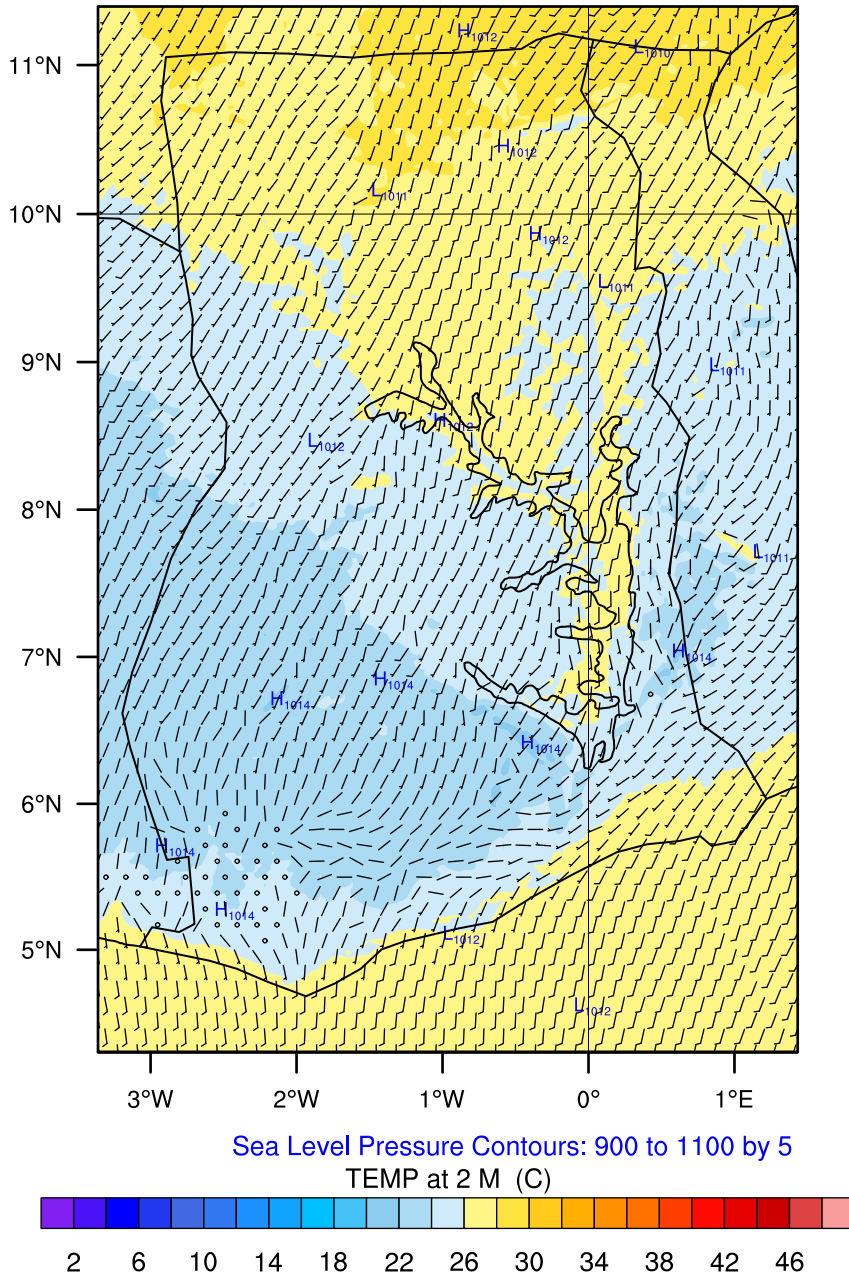 H1012
L1010
11°N
H1012
L1011
10°N
H1012
L1011
9°N
L1011
H1012
L1012
8°N
L1011
7°N
H1014
H1014
H1014
H1014
6°N
H1014
H1014
5°N
L1012
L1012
3°W 2°W 1°W 0° 1°E
Sea Level Pressure Contours: 900 to 1100 by 5
TEMP at 2 M (C)
2 6 10 14 18 22 26 30 34 38 42 46